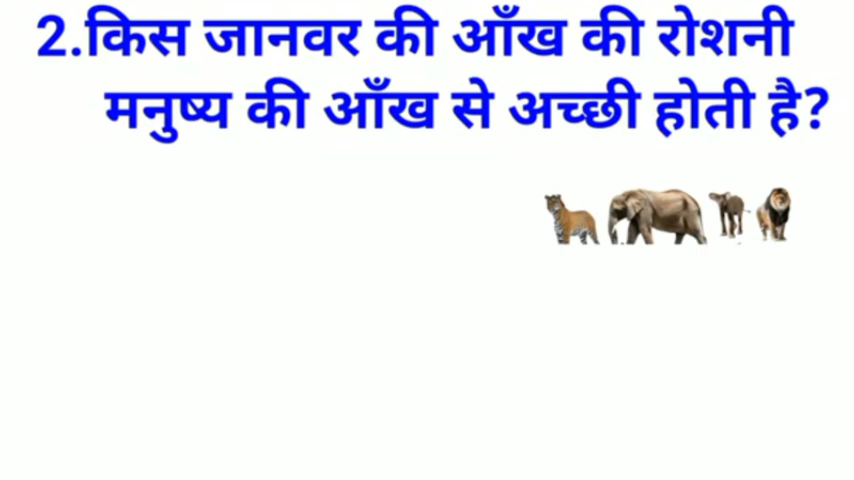 2.किस जानवर की आँख की रोशनी
मनुष्य की आँख से अच्छी होती है?